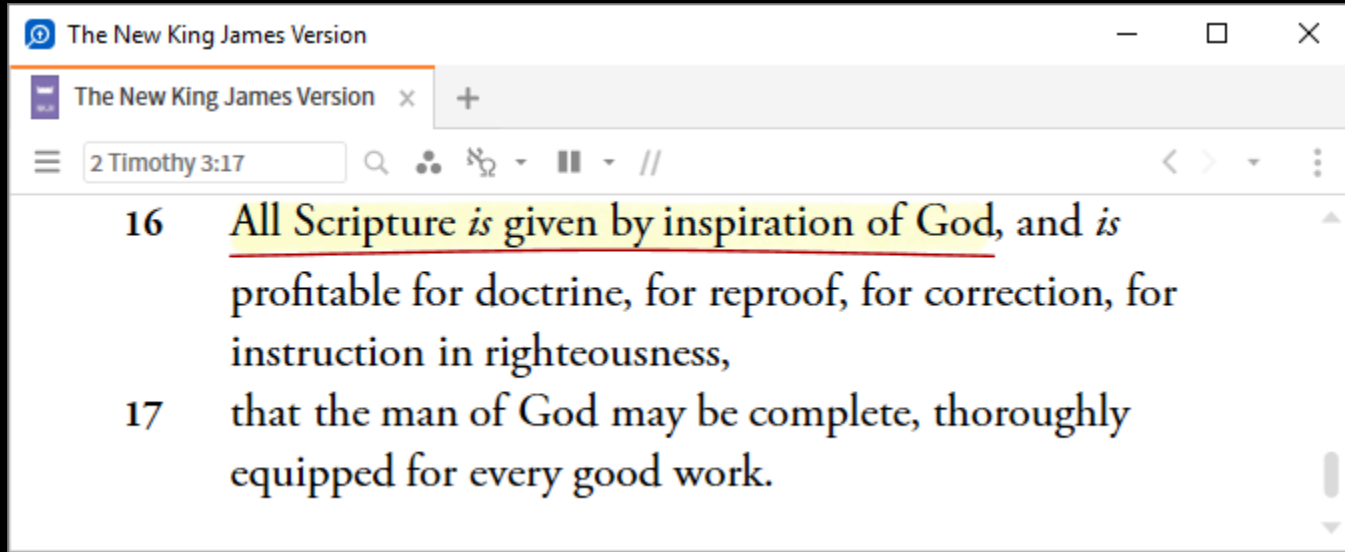 The New King James Version
The New King James Version
2 Timothy 3:17
16 All Scripture is given by inspiration of God, and is
profitable for doctrine, for reproof, for correction, for
instruction in righteousness,
17 that the man of God may be complete, thoroughly
equipped for every good work.